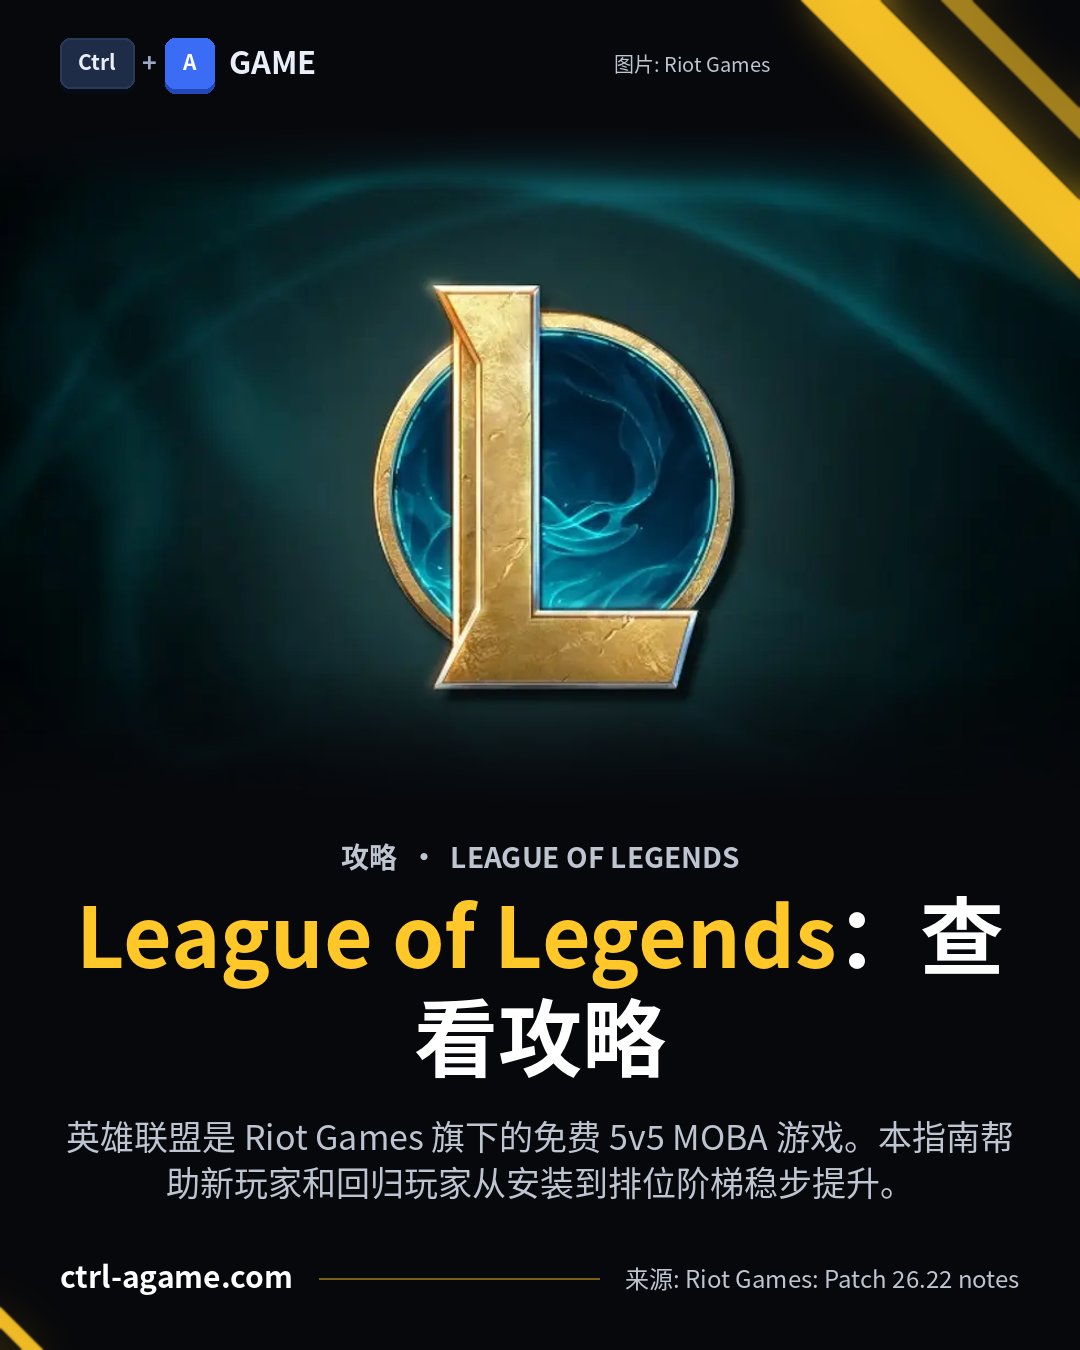 Ctrl + A GAME
图片: Riot Games
攻略 · LEAGUE OF LEGENDS
League of Legends：查
看攻略
英雄联盟是 Riot Games 旗下的免费 5v5 MOBA 游戏。本指南帮
助新玩家和回归玩家从安装到排位阶梯稳步提升。
ctrl-agame.com
来源: Riot Games: Patch 26.22 notes